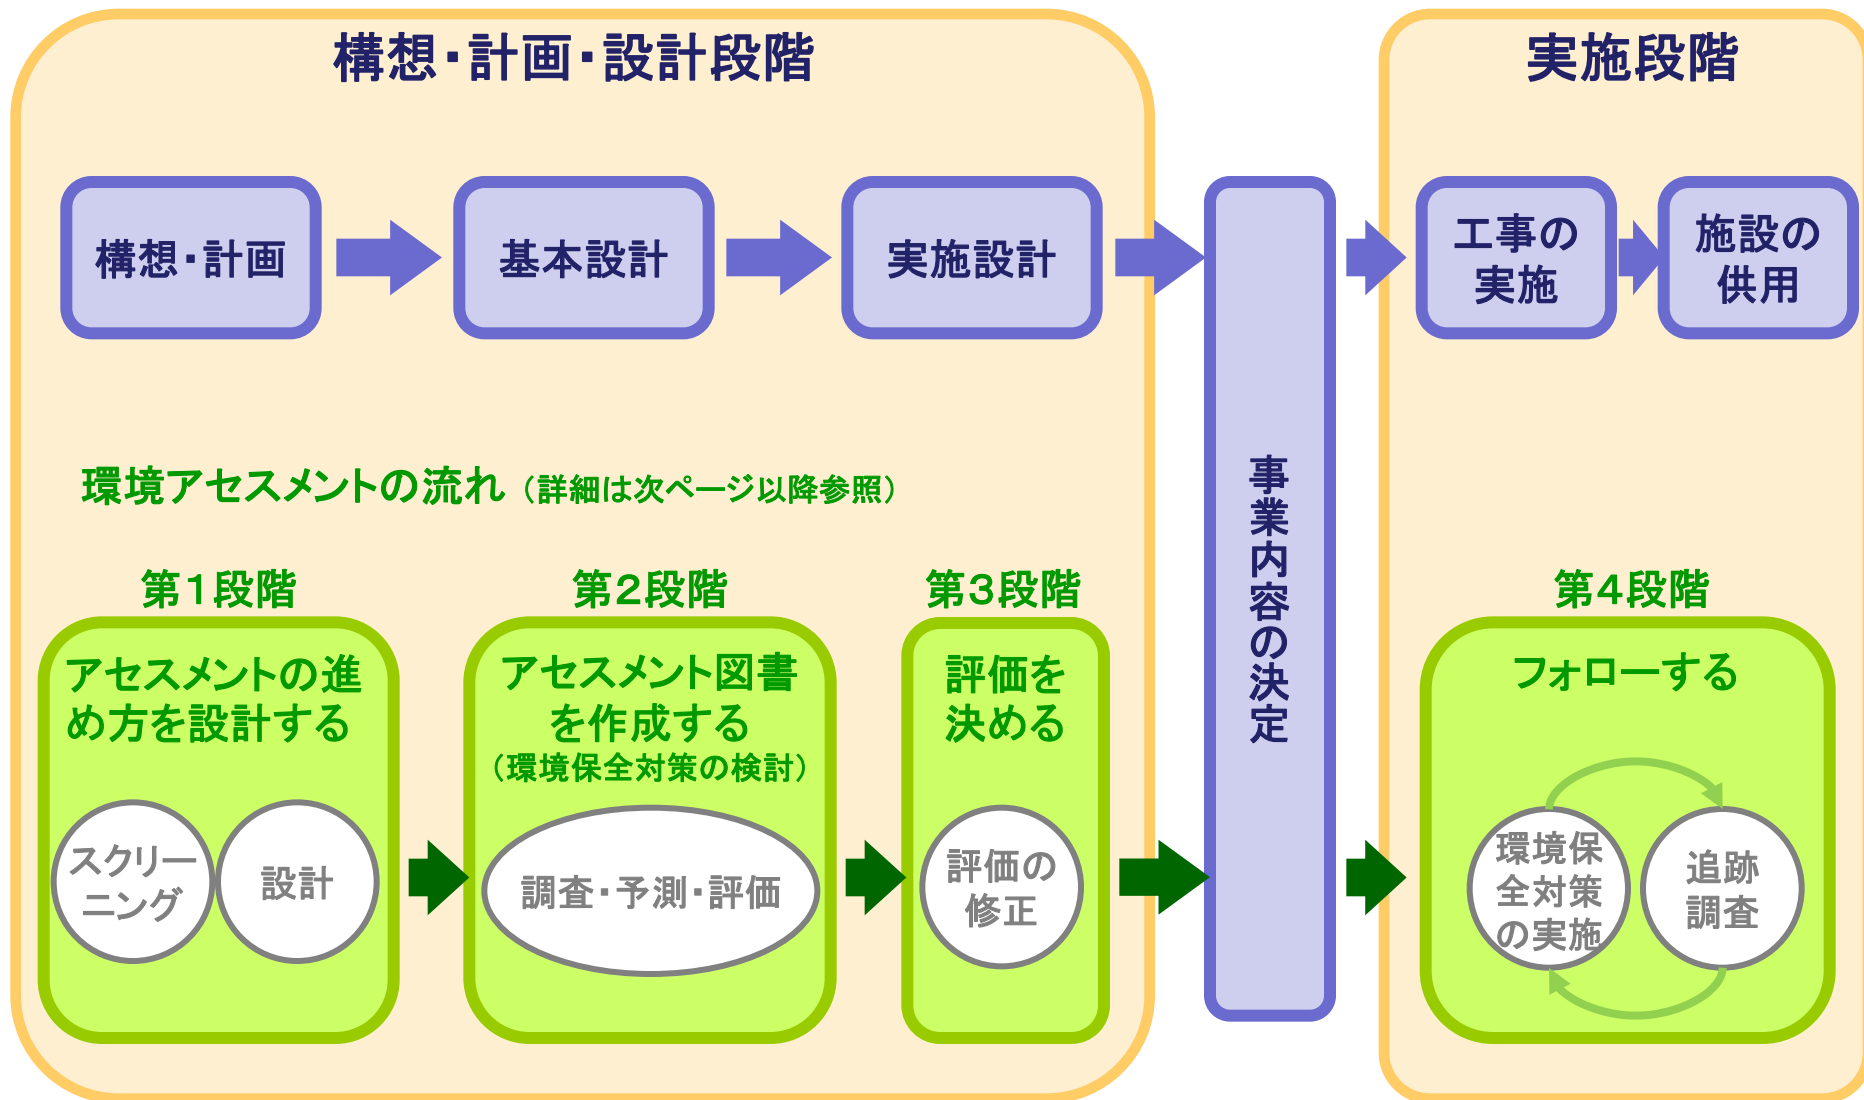 構想・計画・設計段階
実施段階
構想・計画
基本設計
実施設計
工事の
実施
施設の
供用
事業内容の決定
環境アセスメントの流れ（詳細は次ページ以降参照）
第１段階
第２段階
第３段階
第４段階
アセスメントの進
め方を設計する
アセスメント図書
を作成する
（環境保全対策の検討）
評価を
決める
フォローする
スクリー
ニング
設計
調査・予測・評価
評価の
修正
環境保
全対策
の実施
追跡
調査